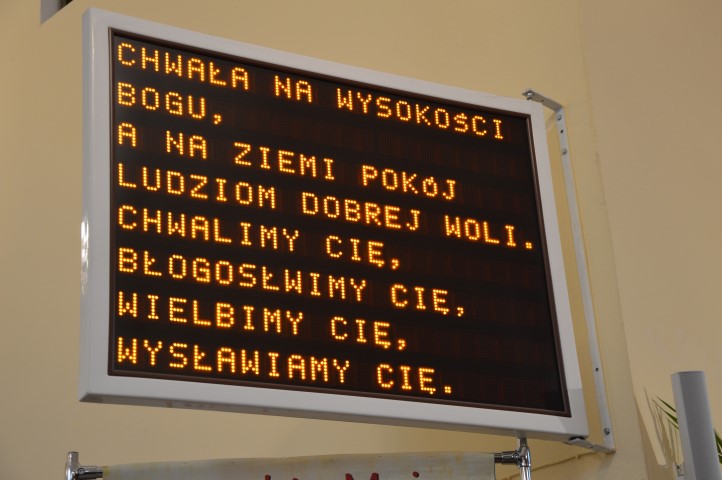 CHWAŁA NA WYSOKOŚCI
BOGU,
A NA ZIEMI POKÓJ
LUDZIOM DOBREJ WOLI.
CHWALIMY CIĘ,
BŁOGOSŁWIMY CIĘ,
WIELBIMY CIĘ,
WYSŁAWIAMY CIĘ.